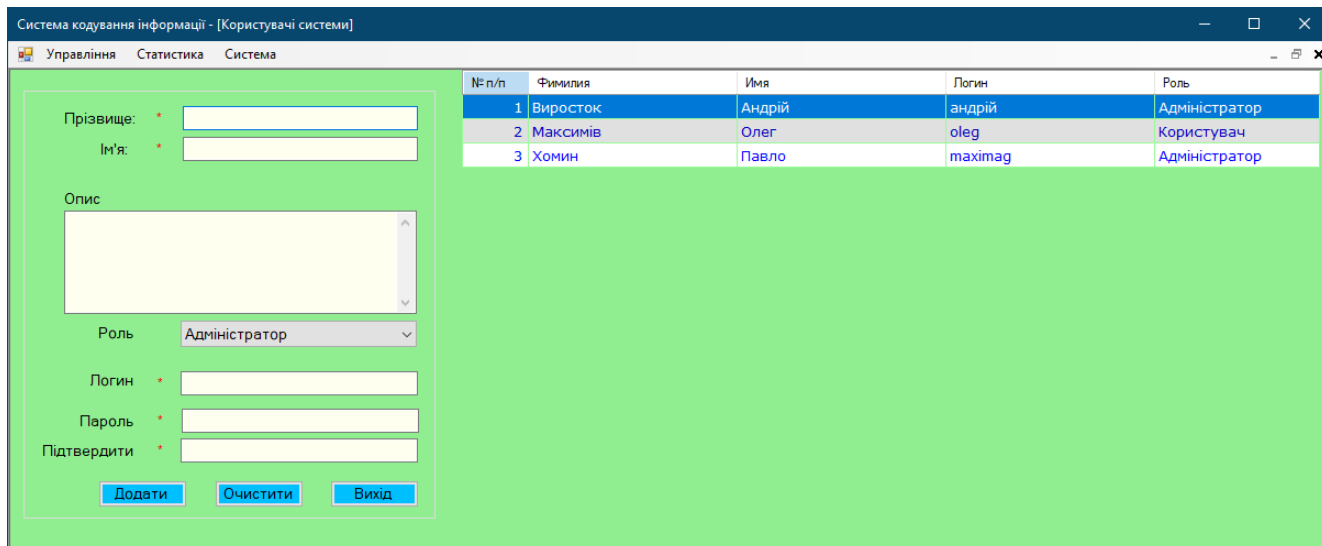 Система кодування інформації - [Користувачі системи]
Управління Статистика Система
Прізвище: *
Ім'я: *
Опис
Роль Адміністратор
Логин *
Пароль *
Підтвердити *
Додати Очистити Вихід
№ п/п Фимилия Имя Логин Роль
1 Виросток Андрій андрій Адміністратор
2 Максимів Олег oleg Користувач
3 Хомин Павло maximag Адміністратор